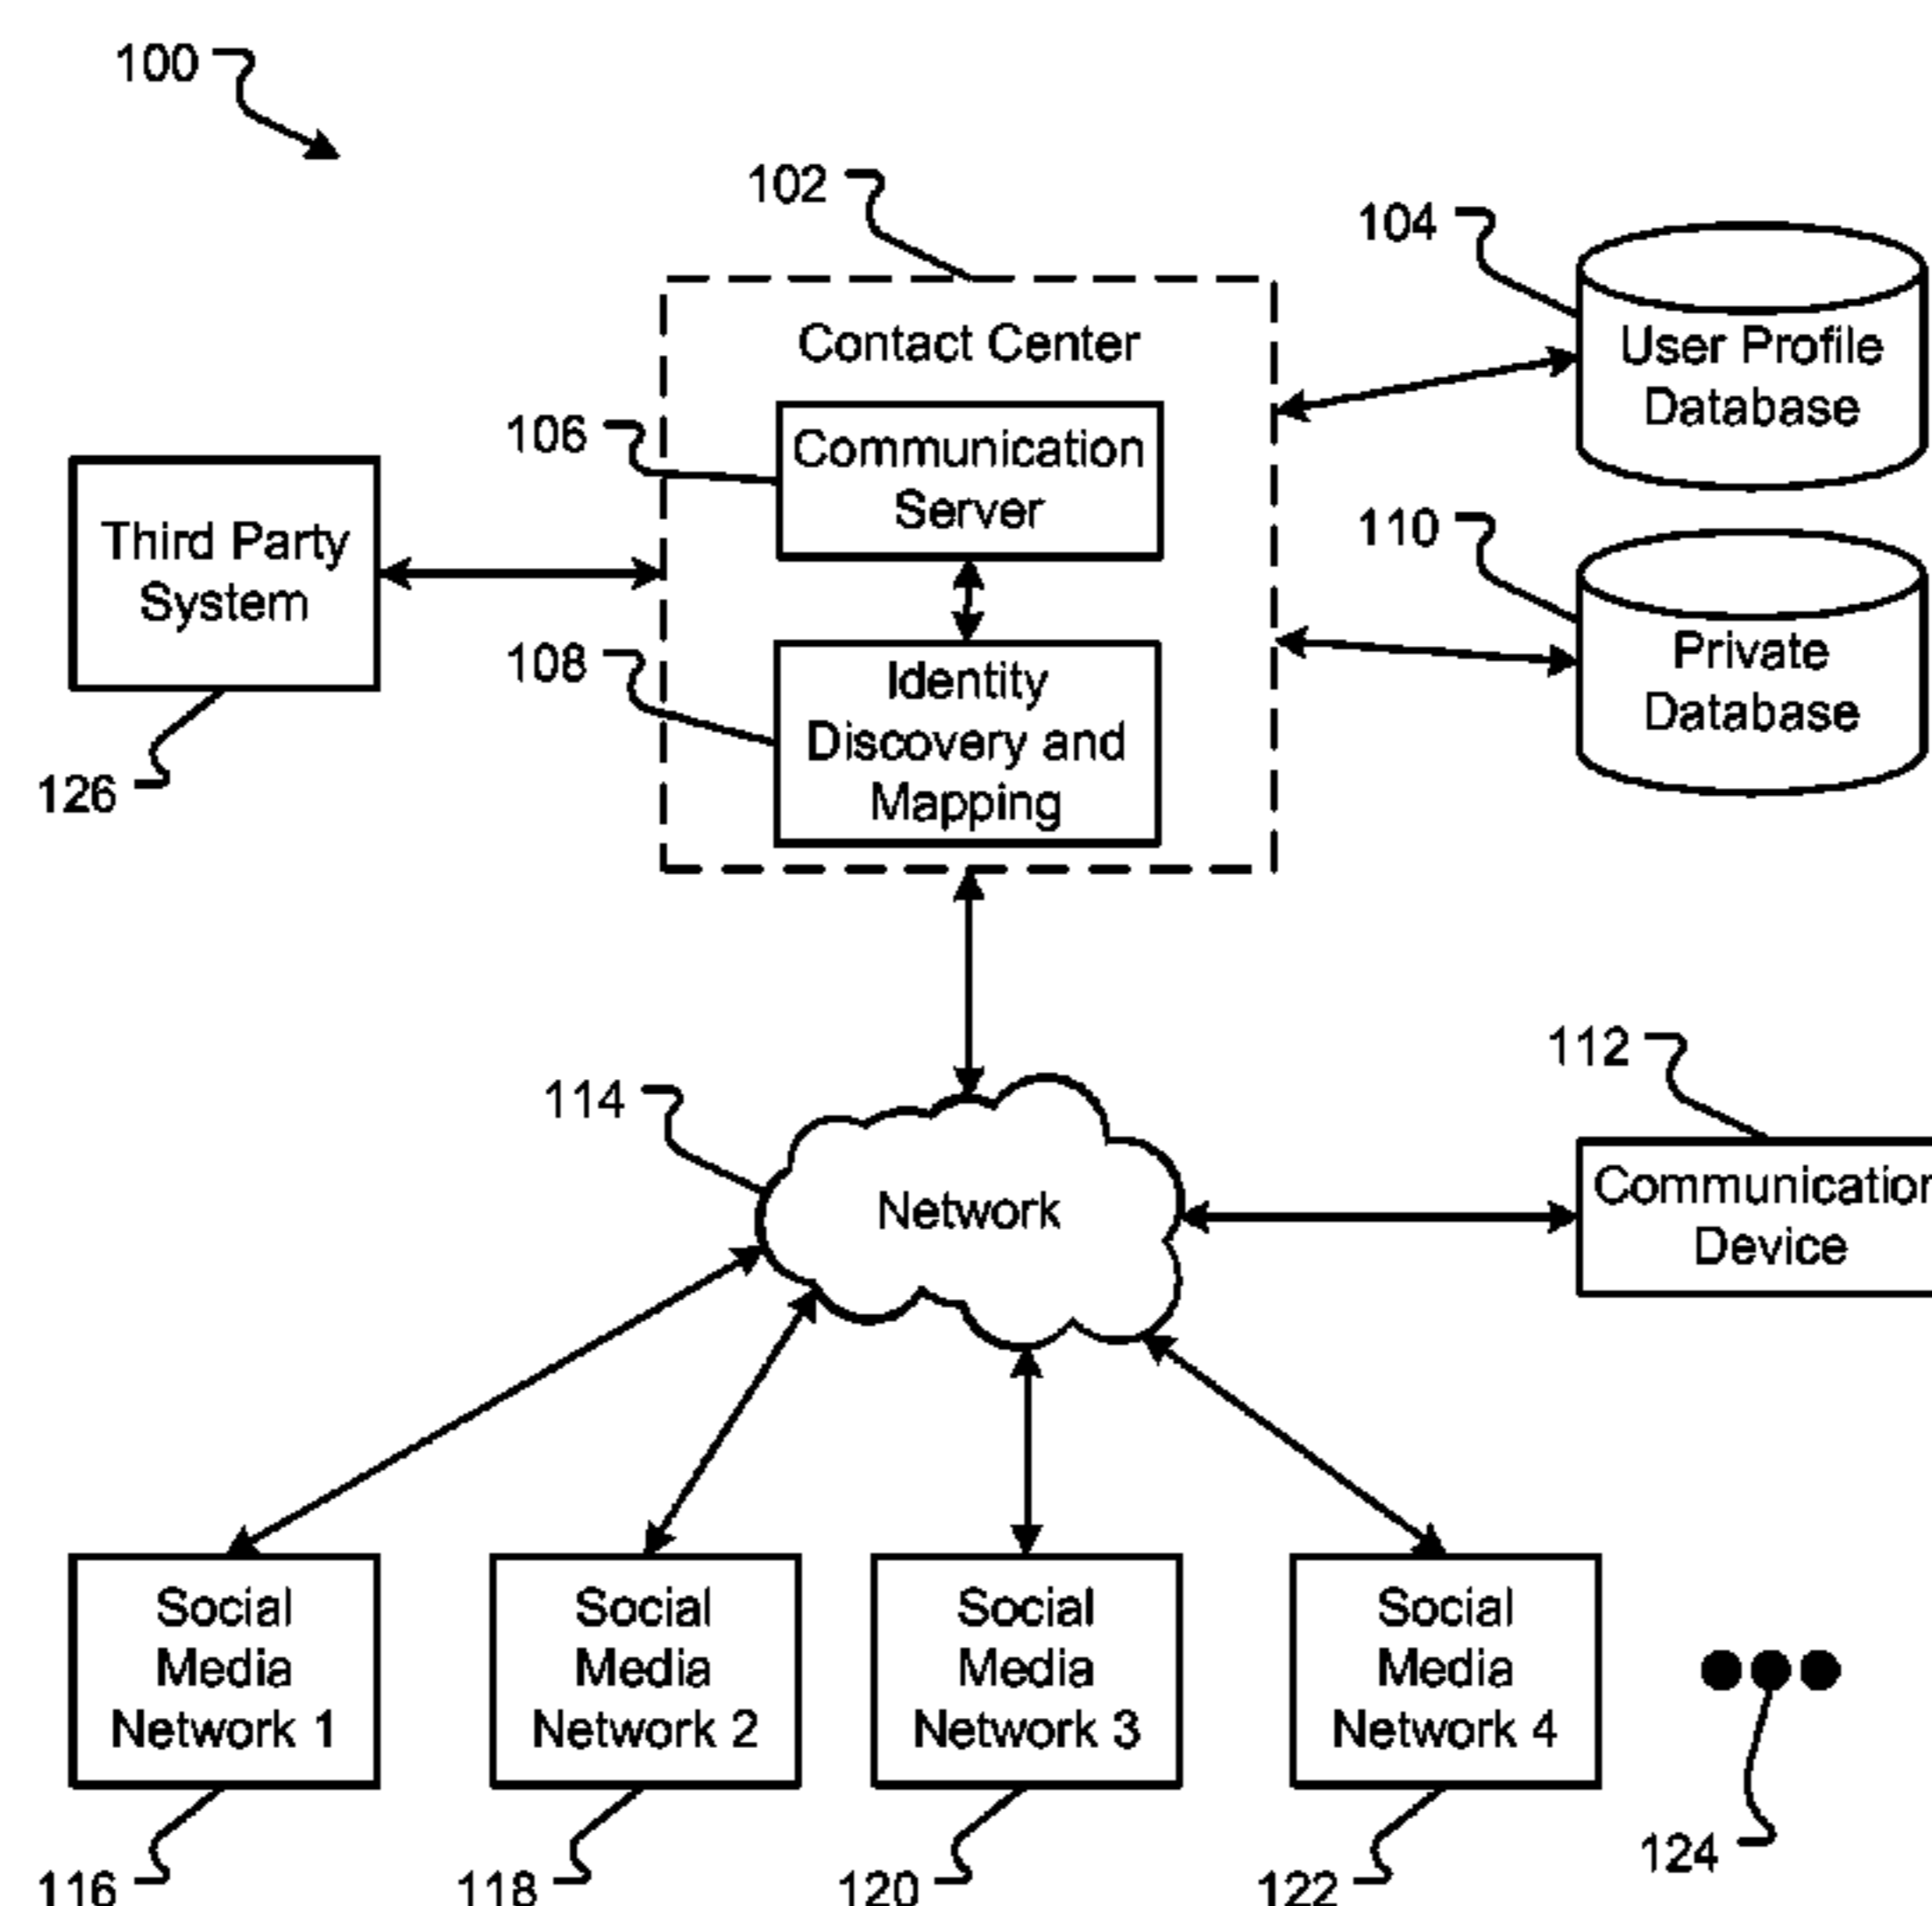 100
102
104
Contact Center
User Profile
Database
106
Communication
Server
Third Party
System
110
Private
Database
108
Identity
Discovery and
Mapping
126
112
114
Network
Communication
Device
Social
Media
Network 1
Social
Media
Network 2
Social
Media
Network 3
Social
Media
Network 4
116
118
120
122
124